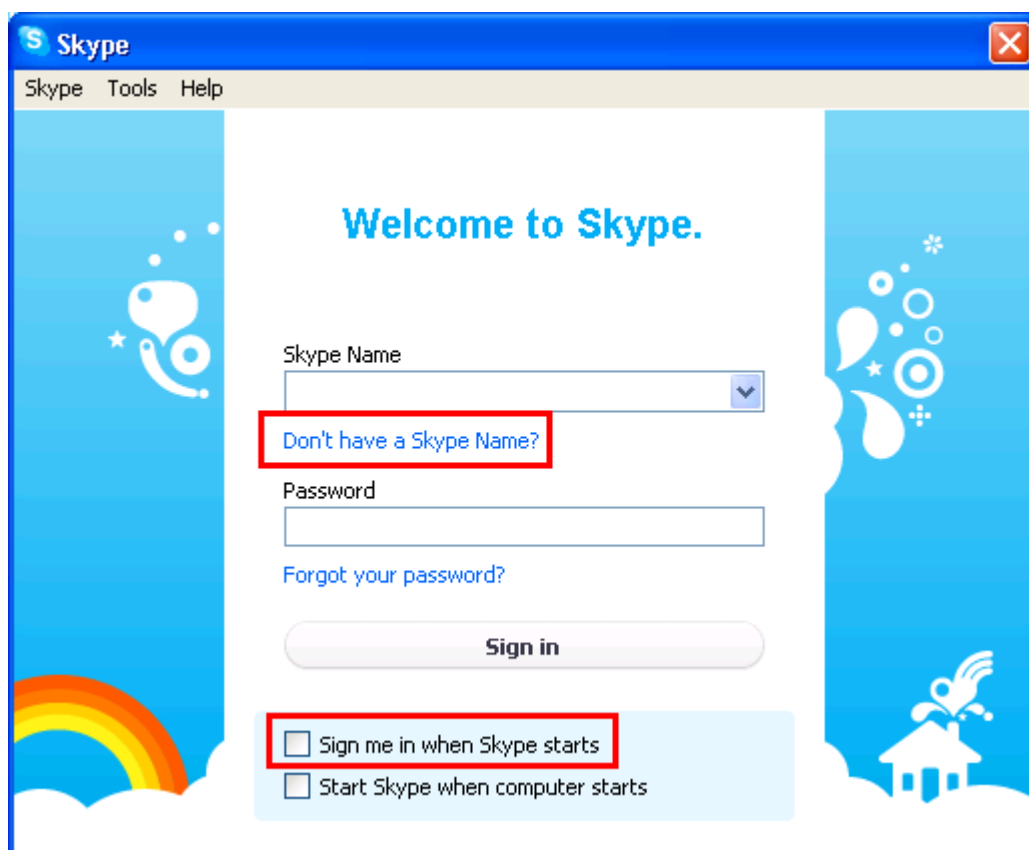 Skype
Skype Tools Help
Welcome to Skype.
Skype Name
Don't have a Skype Name?
Password
Forgot your password?
Sign in
Sign me in when Skype starts
Start Skype when computer starts